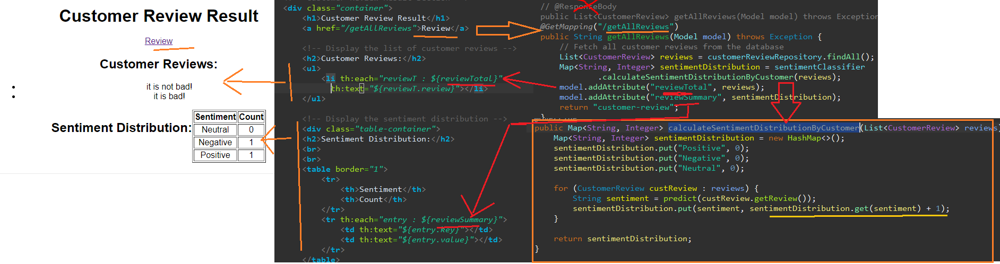 Customer Review Result
Review
Customer Reviews:
it is not bad!
it is bad!
Sentiment Distribution:
Sentiment Count
Neutral 0
Negative 1
Positive 1
<div class="container">
<h1>Customer Review Result</h1>
<a href="/getAllReviews">Review</a>
<!-- Display the list of customer reviews -->
<h2>Customer Reviews:</h2>
<ul>
<li th:each="reviewT : ${reviewTotal}"
th:text="${reviewT.review}"></li>
</ul>
<!-- Display the sentiment distribution -->
<div class="table-container">
<h2>Sentiment Distribution:</h2>
<br>
<br>
<table border="1">
<tr>
<th>Sentiment</th>
<th>Count</th>
</tr>
<tr th:each="entry : ${reviewSummary}">
<td th:text="${entry.key}"></td>
<td th:text="${entry.value}"></td>
</tr>
</table>
// @ResponseBody
public List<CustomerReview> getAllReviews(Model model) throws Exception
@GetMapping("/getAllReviews")
public String getAllReviews(Model model) throws Exception {
// Fetch all customer reviews from the database
List<CustomerReview> reviews = customerReviewRepository.findAll();
Map<String, Integer> sentimentDistribution = sentimentClassifier
.calculateSentimentDistributionByCustomer(reviews);
model.addAttribute("reviewTotal", reviews);
model.addAttribute("reviewSummary", sentimentDistribution);
return "customer-review";
}
public Map<String, Integer> calculateSentimentDistributionByCustomer(List<CustomerReview> reviews)
Map<String, Integer> sentimentDistribution = new HashMap<>();
sentimentDistribution.put("Positive", 0);
sentimentDistribution.put("Negative", 0);
sentimentDistribution.put("Neutral", 0);
for (CustomerReview custReview : reviews) {
String sentiment = predict(custReview.getReview());
sentimentDistribution.put(sentiment, sentimentDistribution.get(sentiment) + 1);
}
return sentimentDistribution;
}